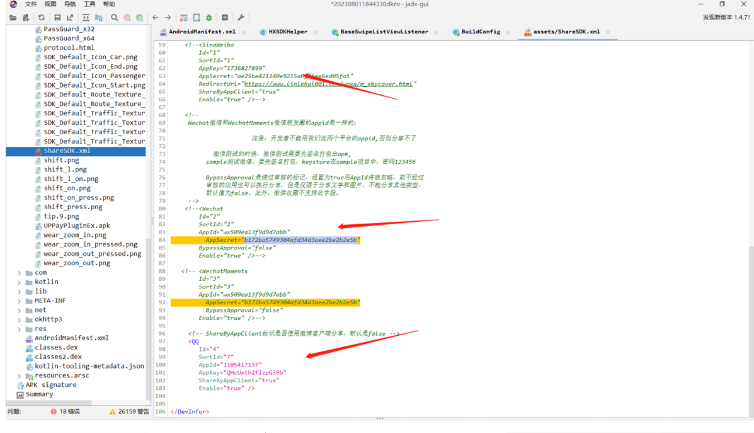 文件 视图 导航 工具 帮助
*202308011844330dkev - jadx-gui
发现新版本 1.4.7!
PassGuard_x32
PassGuard_x64
protocol.html
SDK_Default_Icon_Car.png
SDK_Default_Icon_End.png
SDK_Default_Icon_Passenger
SDK_Default_Icon_Start.png
SDK_Default_Route_Texture_
SDK_Default_Route_Texture_
SDK_Default_Traffic_Textur
SDK_Default_Traffic_Textur
SDK_Default_Traffic_Textur
SDK_Default_Traffic_Textur
ShareSDK.xml
shift.png
shift_l.png
shift_l_on.png
shift_on.png
shift_on_press.png
shift_press.png
tip.9.png
UPPayPluginEx.apk
wear_zoom_in.png
wear_zoom_in_pressed.png
wear_zoom_out_pressed.png
wear_zoon_out.png
com
kotlin
lib
META-INF
net
okhttp3
res
AndroidManifest.xml
classes.dex
classes2.dex
kotlin-tooling-metadata.json
resources.arsc
APK signature
Summary
问题: 18 错误 26159 警告
AndroidManifest.xml HXSDKHelper BaseSwipeListViewListener BuildConfig assets/ShareSDK.xml
59 <!--<SinaWeibo
60 Id="1"
61 SortId="1"
62 AppKey="1736827899"
63
64
65 ShareByAppClient="true"
66 Enable="true" />-->
67
68 <!--
69 Wechat微信和WechatMoments微信朋友圈的appid是一样的;
70
71 注意: 开发者不能用我们这两个平台的appid,否则分享不了
72
73 微信测试的时候,微信测试需要先签名打包出apk,
74 sample测试微信,要先签名打包,keystore在sample项目中,密码123456
75
76 BypassApproval是绕过审核的标记,设置为true后AppId将被忽略,故不经过
77 审核的应用也可以执行分享,但是仅限于分享文字和图片,不能分享其他类型,
78 默认值为false。此外,微信收藏不支持此字段。
79 -->
80 <!--<Wechat
81 Id="2"
82 SortId="2"
83 AppId="wx509ea13f9d9d7abb"
84 AppSecret="b172ba5749304afd34d3aee2be2b2e5b"
85 BypassApproval="false"
86 Enable="true" />-->
87
88 <!-- <WechatMoments
89 Id="3"
90 SortId="3"
91 AppId="wx509ea13f9d9d7abb"
92 AppSecret="b172ba5749304afd34d3aee2be2b2e5b"
93 BypassApproval="false"
94 Enable="true" />-->
95
96 <!-- ShareByAppClient标识是否使用微博客户端分享,默认是false -->
97 <QQ
98 Id="4"
99 SortId="7"
100 AppId="1105417137"
101 AppKey="QHcUxth2fIzpG39b"
102 ShareByAppClient="true"
103 Enable="true" />
104
105
106 </DevInfor>